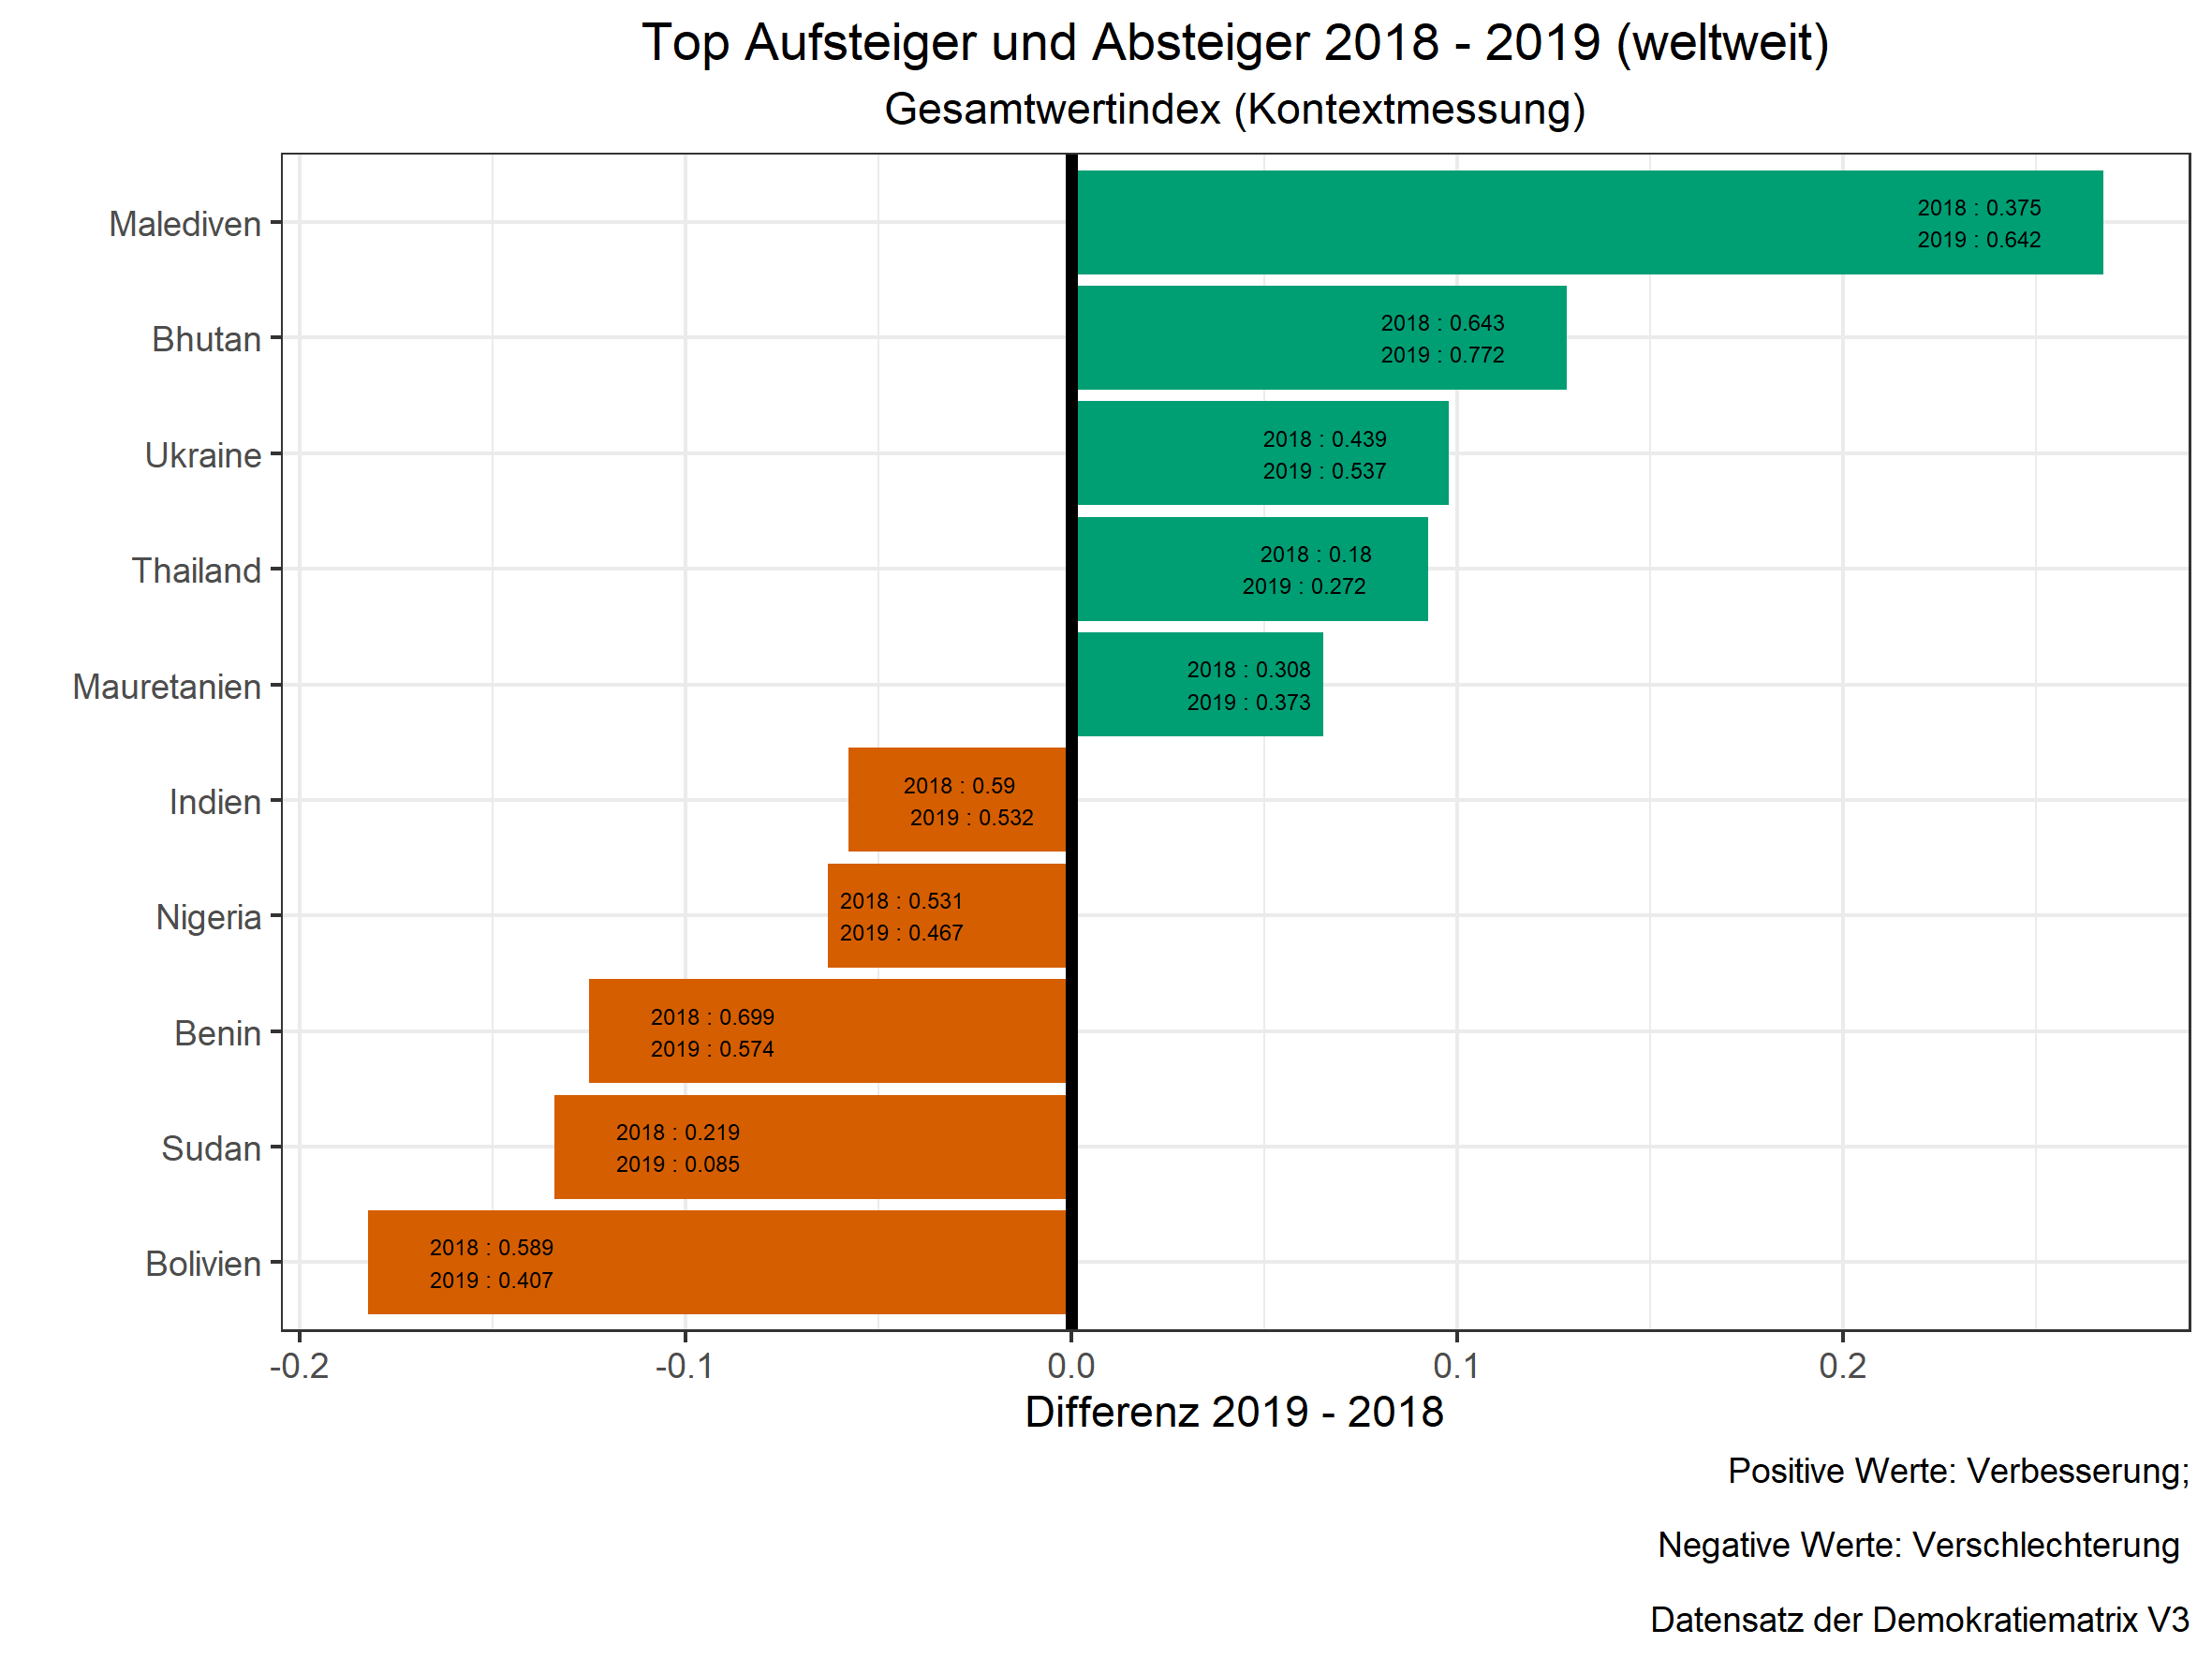 Top Aufsteiger und Absteiger 2018 - 2019 (weltweit)
Gesamtwertindex (Kontextmessung)
Malediven
2018 : 0.375
2019 : 0.642
Bhutan
2018 : 0.643
2019 : 0.772
Ukraine
2018 : 0.439
2019 : 0.537
Thailand
2018 : 0.18
2019 : 0.272
Mauretanien
2018 : 0.308
2019 : 0.373
Indien
2018 : 0.59
2019 : 0.532
Nigeria
2018 : 0.531
2019 : 0.467
Benin
2018 : 0.699
2019 : 0.574
Sudan
2018 : 0.219
2019 : 0.085
Bolivien
2018 : 0.589
2019 : 0.407
-0.2 -0.1 0.0 0.1 0.2
Differenz 2019 - 2018
Positive Werte: Verbesserung;
Negative Werte: Verschlechterung
Datensatz der Demokratiematrix V3